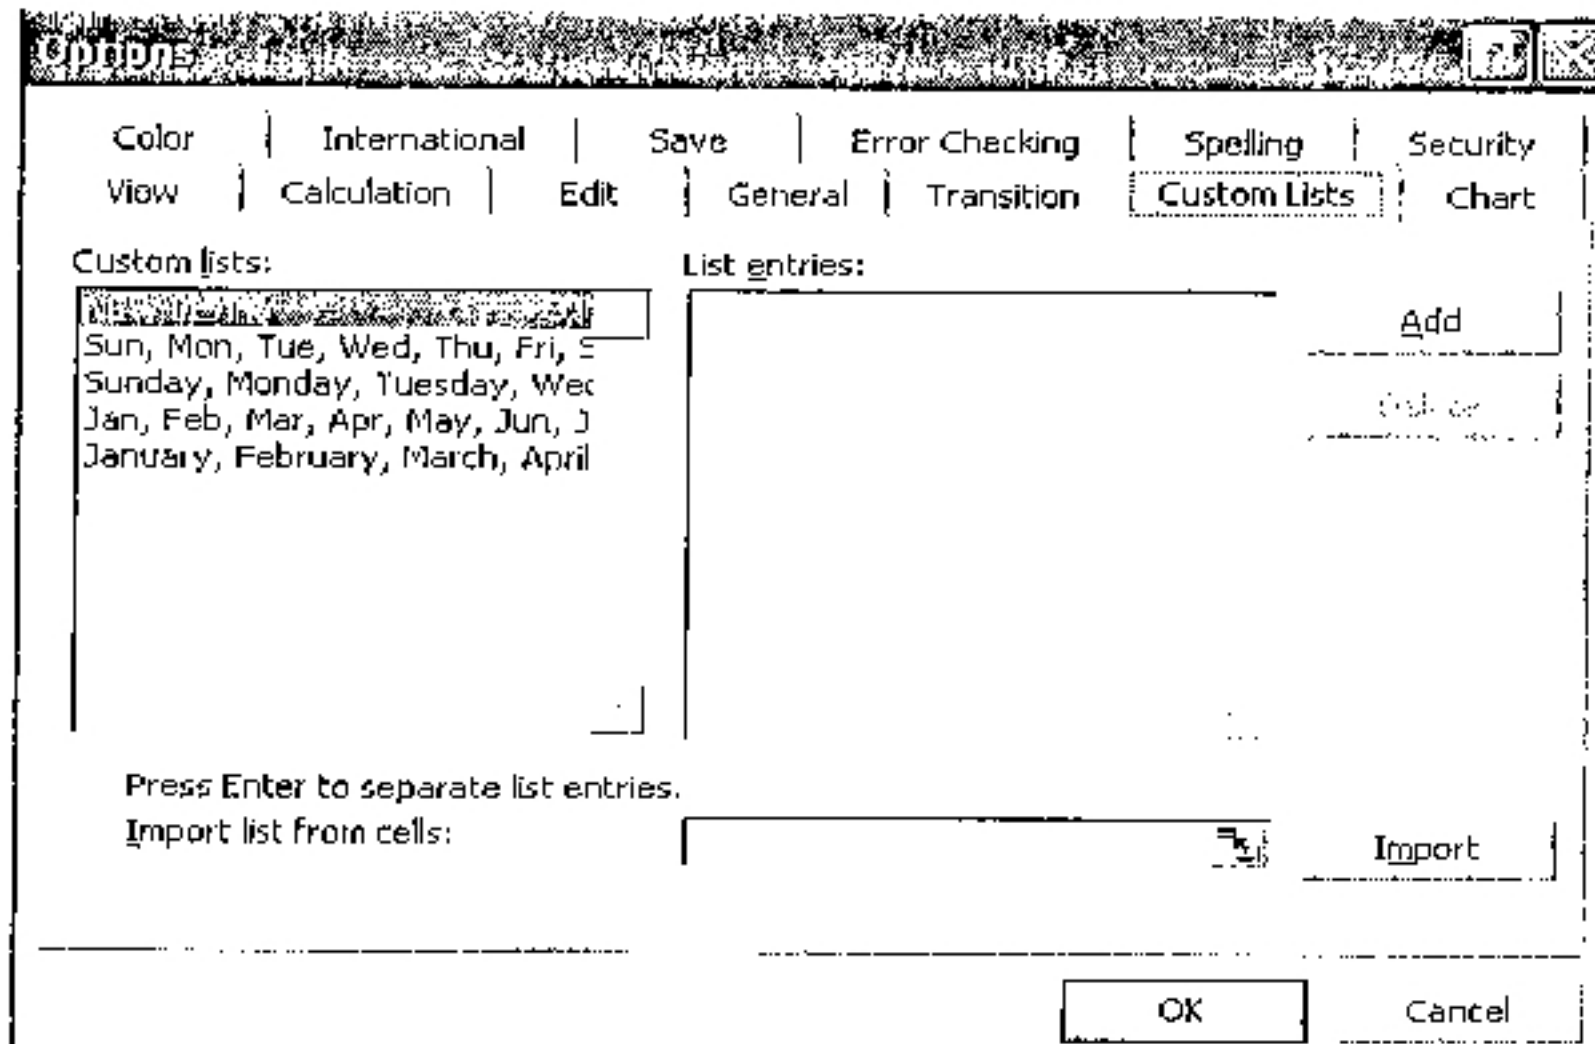 Options
Color International Save Error Checking Spelling Security
View Calculation Edit General Transition Custom Lists Chart
Custom lists: List entries:
Add
Sun, Mon, Tue, Wed, Thu, Fri, S
Sunday, Monday, Tuesday, Wed
Jan, Feb, Mar, Apr, May, Jun, J
January, February, March, April
Press Enter to separate list entries.
Import list from cells: Import
OK Cancel